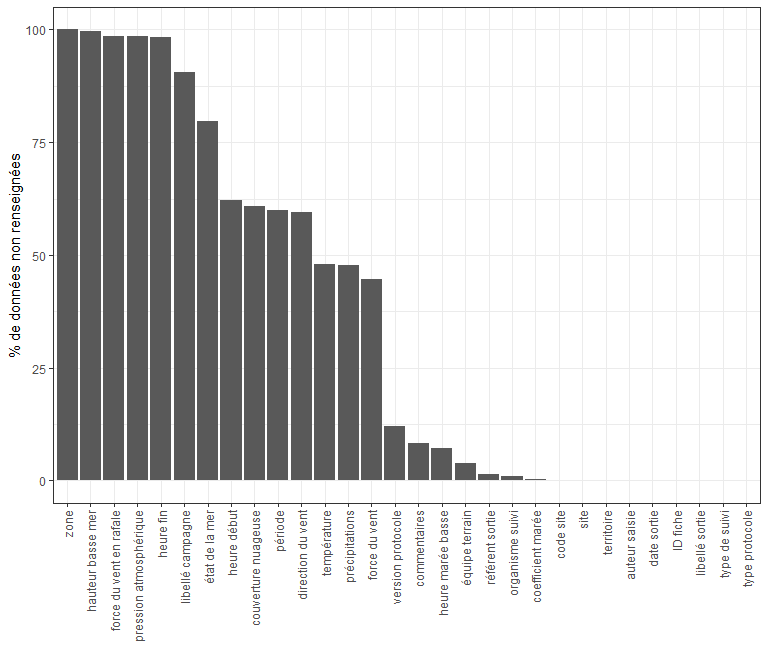 % de données non renseignées
100
75
50
25
0
zone
hauteur basse mer
force du vent en rafale
pression atmosphérique
heure fin
libellé campagne
état de la mer
heure début
couverture nuageuse
période
direction du vent
température
précipitations
force du vent
version protocole
commentaires
heure marée basse
équipe terrain
référent sortie
organisme suivi
coefficient marée
code site
site
territoire
auteur saisie
date sortie
ID fiche
libellé sortie
type de suivi
type protocole